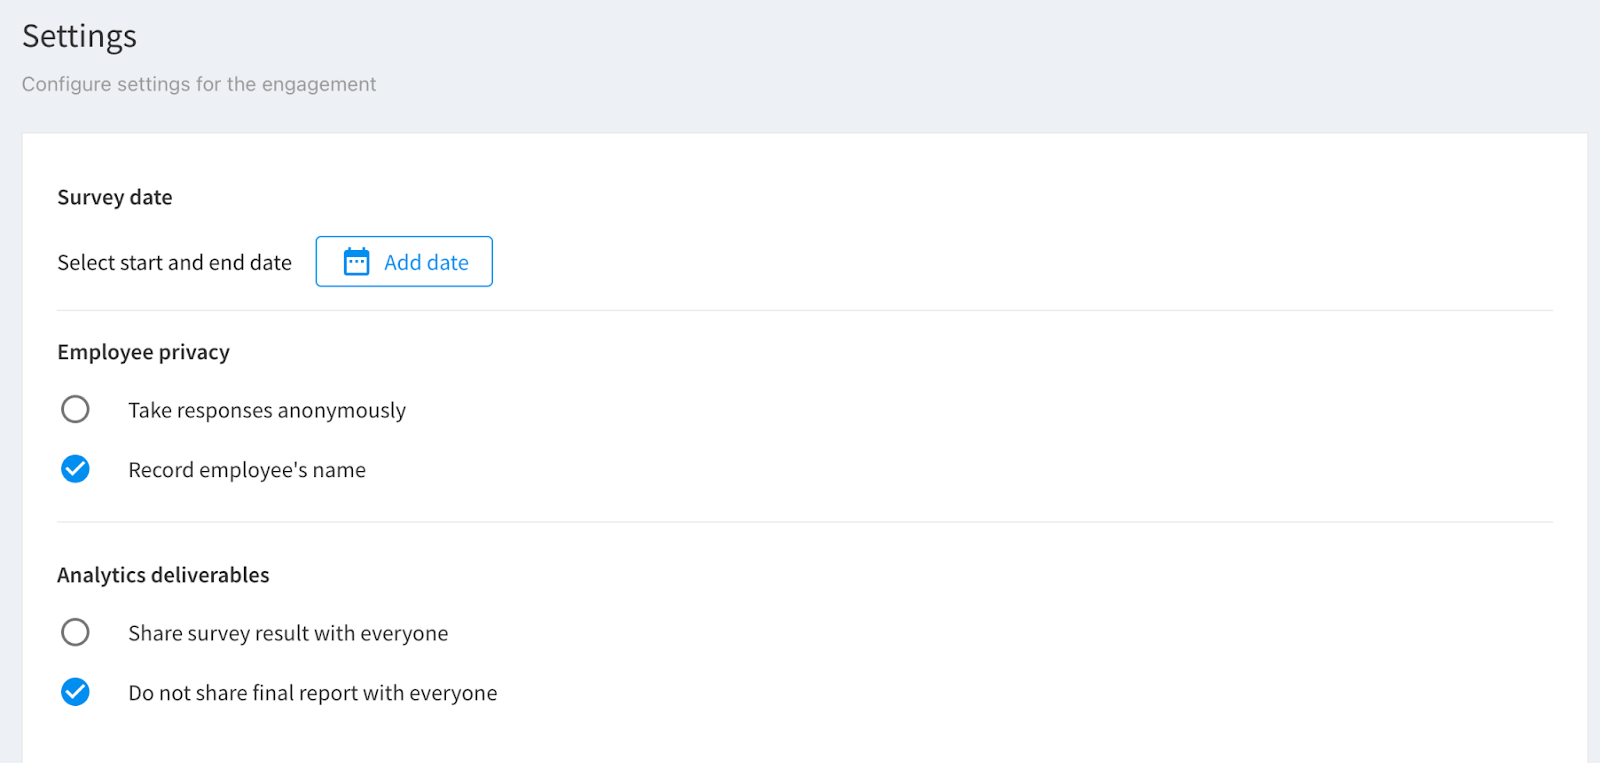 Settings
Configure settings for the engagement
Survey date
Select start and end date
Add date
Employee privacy
Take responses anonymously
Record employee's name
Analytics deliverables
Share survey result with everyone
Do not share final report with everyone